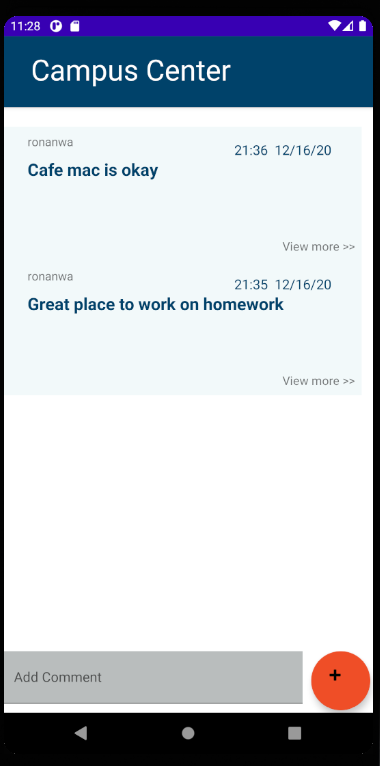 11:28
Campus Center
ronanwa
21:36 12/16/20
Cafe mac is okay
View more >>
ronanwa
21:35 12/16/20
Great place to work on homework
View more >>
Add Comment
+